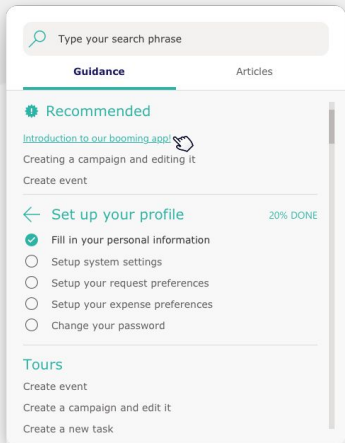 Type your search phrase
Guidance
Articles
Recommended
Introduction to our booming app!
Creating a campaign and editing it
Create event
Set up your profile
20% DONE
Fill in your personal information
Setup system settings
Setup your request preferences
Setup your expense preferences
Change your password
Tours
Create event
Create a campaign and edit it
Create a new task